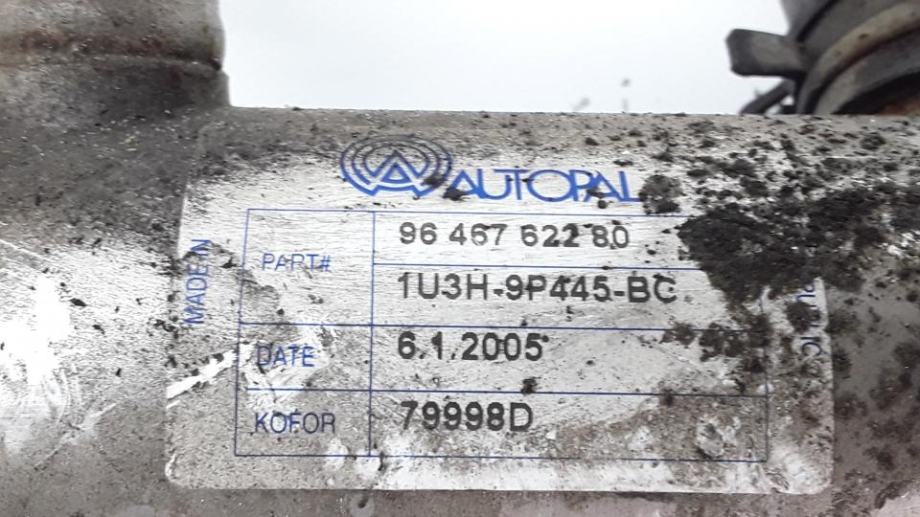 AUTOPAL
MADE IN
PART# 96 467 622 80
1U3H-9P445-BC
DATE 6.1.2005
KOFOR 79998D